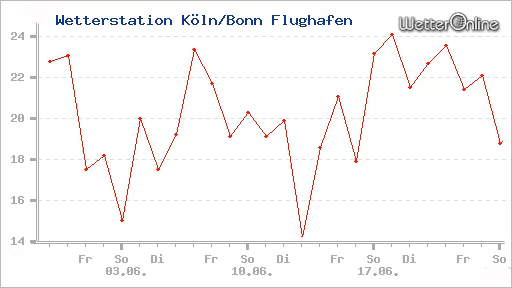 Wetterstation Köln/Bonn Flughafen
WetterOnline
24
22
20
18
16
14
Fr So Di Fr So Di Fr So Di Fr So
03.06. 10.06. 17.06.